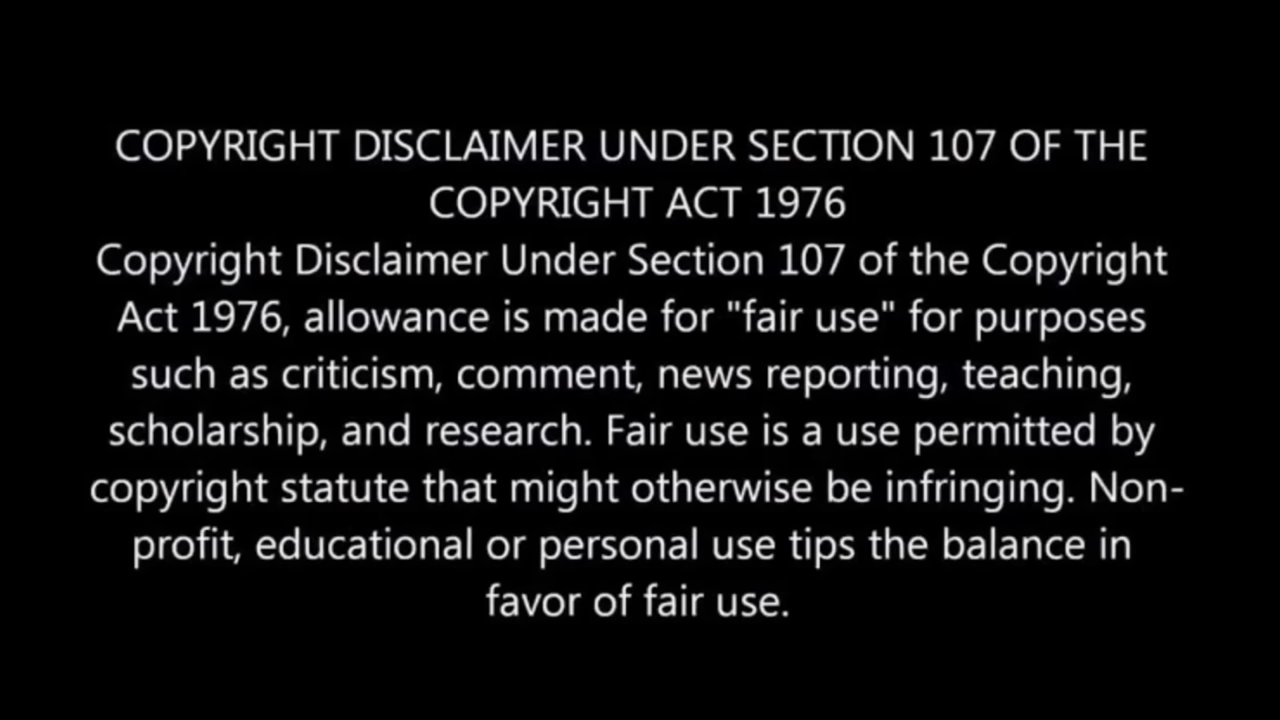 COPYRIGHT DISCLAIMER UNDER SECTION 107 OF THE
COPYRIGHT ACT 1976
Copyright Disclaimer Under Section 107 of the Copyright
Act 1976, allowance is made for "fair use" for purposes
such as criticism, comment, news reporting, teaching,
scholarship, and research. Fair use is a use permitted by
copyright statute that might otherwise be infringing. Non-
profit, educational or personal use tips the balance in
favor of fair use.